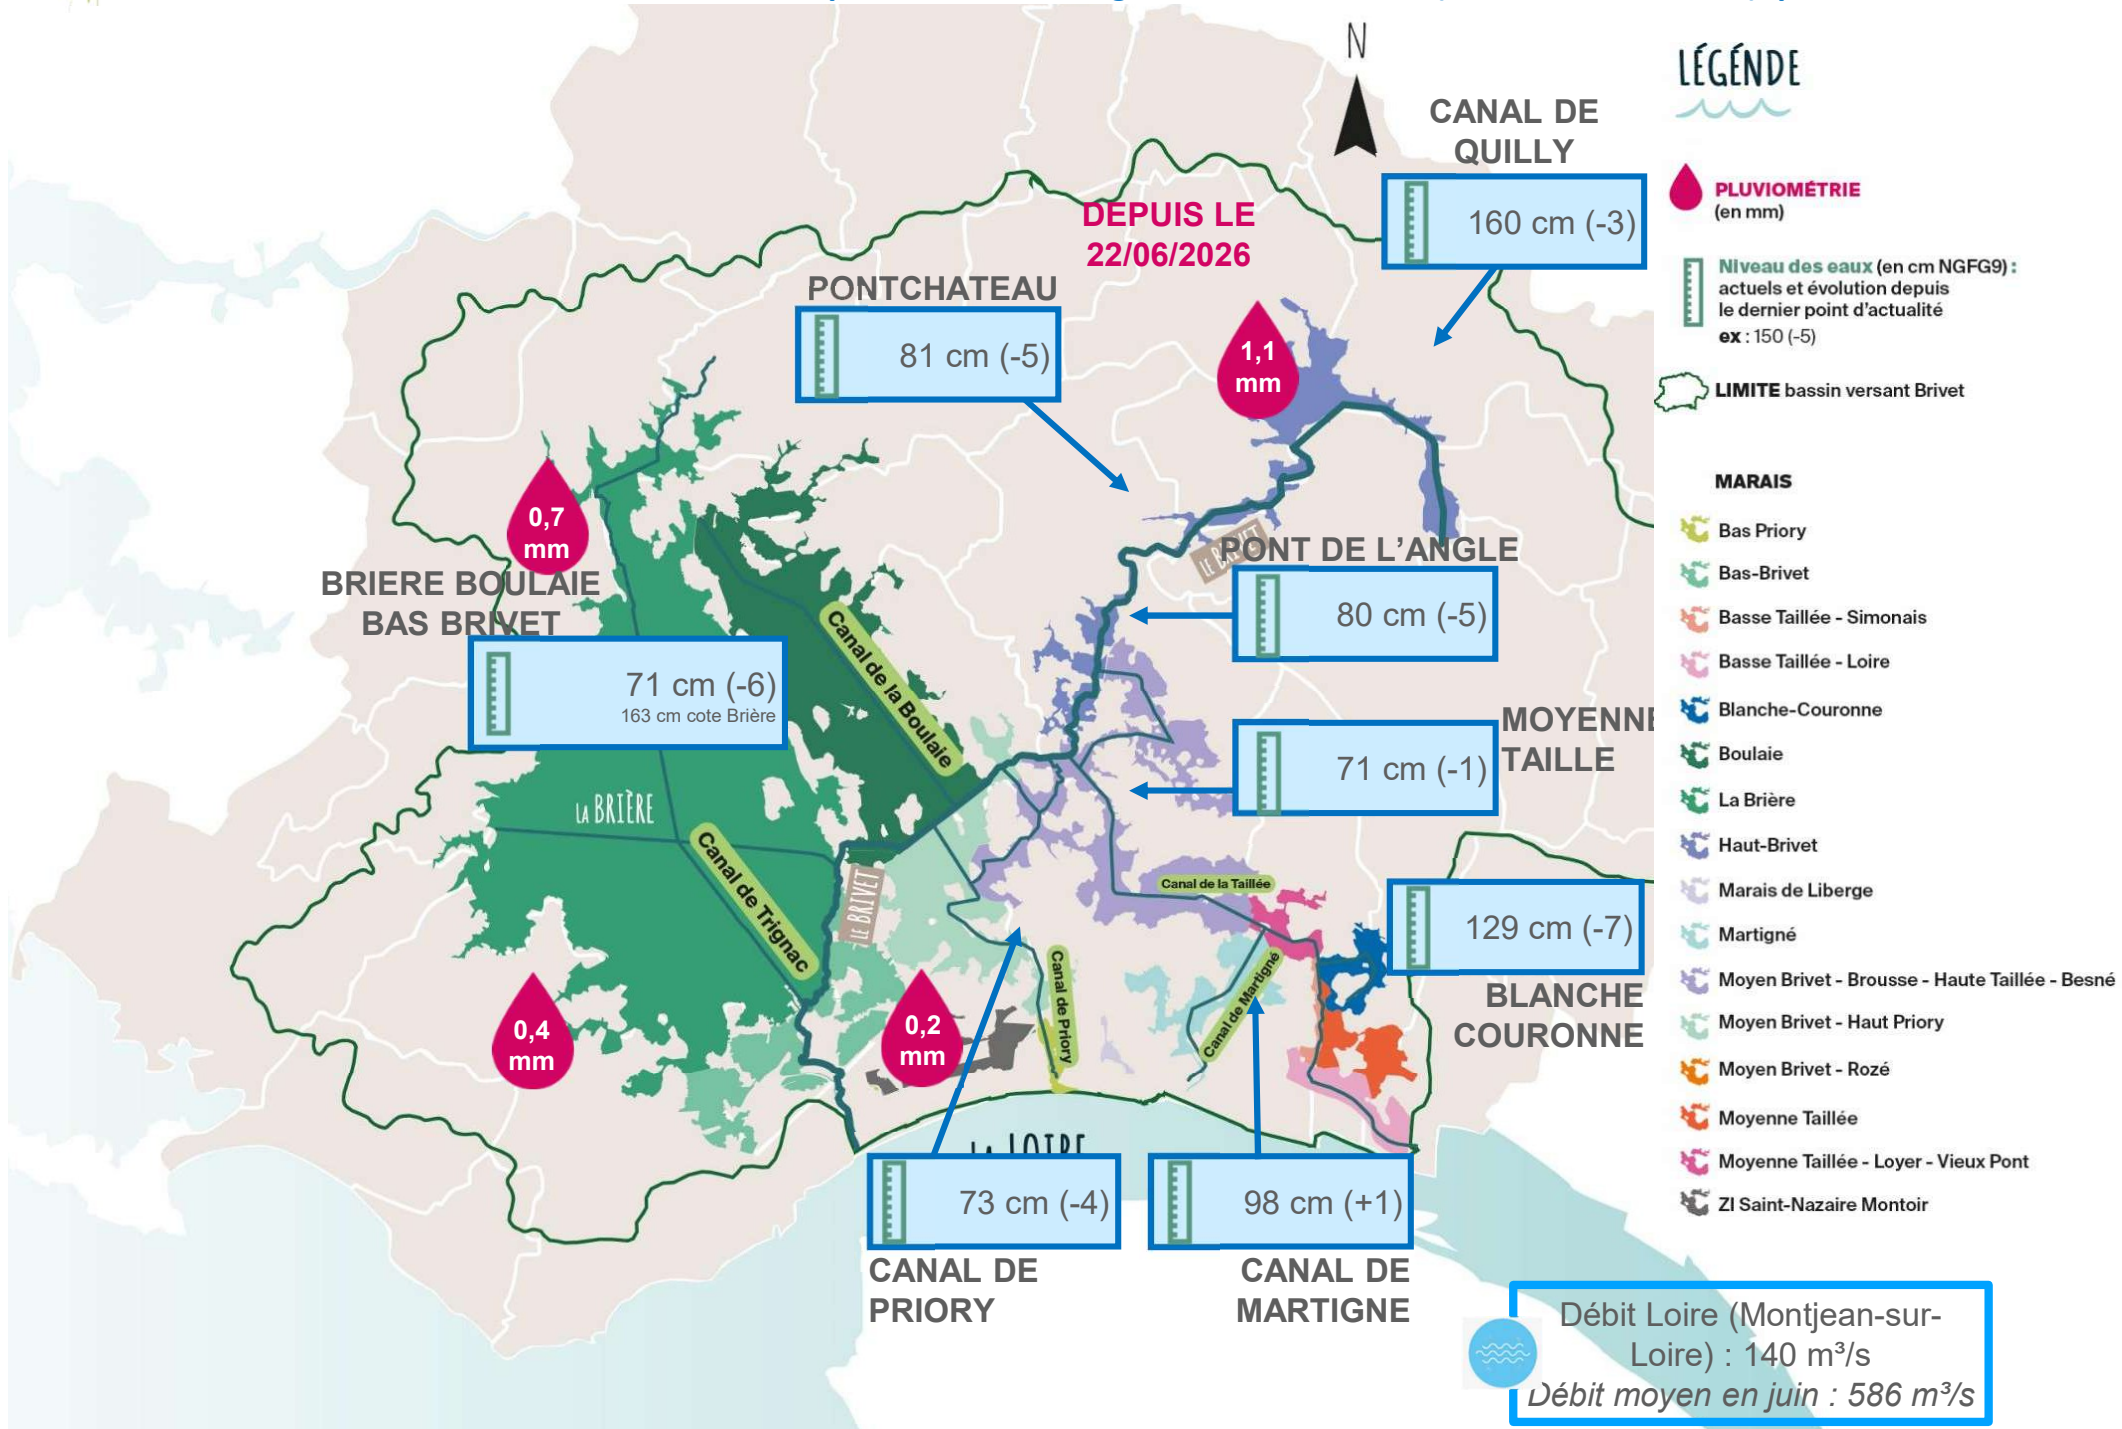 N
DEPUIS LE
22/06/2026
CANAL DE
QUILLY
160 cm (-3)
PONTCHATEAU
81 cm (-5)
1,1
mm
0,7
mm
BRIERE BOULAIE
BAS BRIVET
71 cm (-6)
163 cm cote Brière
LE BRIVET
PONT DE L'ANGLE
80 cm (-5)
Canal de la Boulaie
MOYENNE
TAILLE
71 cm (-1)
LA BRIÈRE
Canal de Trignac
LE BRIVET
Canal de la Taillée
129 cm (-7)
BLANCHE
COURONNE
Canal de Priory
Canal de Martigné
0,4
mm
0,2
mm
LA LOIRE
73 cm (-4)
CANAL DE
PRIORY
98 cm (+1)
CANAL DE
MARTIGNE
LÉGÉNDE
PLUVIOMÉTRIE
(en mm)
Niveau des eaux (en cm NGFG9) :
actuels et évolution depuis
le dernier point d'actualité
ex : 150 (-5)
LIMITE bassin versant Brivet
MARAIS
Bas Priory
Bas-Brivet
Basse Taillée - Simonais
Basse Taillée - Loire
Blanche-Couronne
Boulaie
La Brière
Haut-Brivet
Marais de Liberge
Martigné
Moyen Brivet - Brousse - Haute Taillée - Besné
Moyen Brivet - Haut Priory
Moyen Brivet - Rozé
Moyenne Taillée
Moyenne Taillée - Loyer - Vieux Pont
ZI Saint-Nazaire Montoir
Débit Loire (Montjean-sur-
Loire) : 140 m³/s
Débit moyen en juin : 586 m³/s